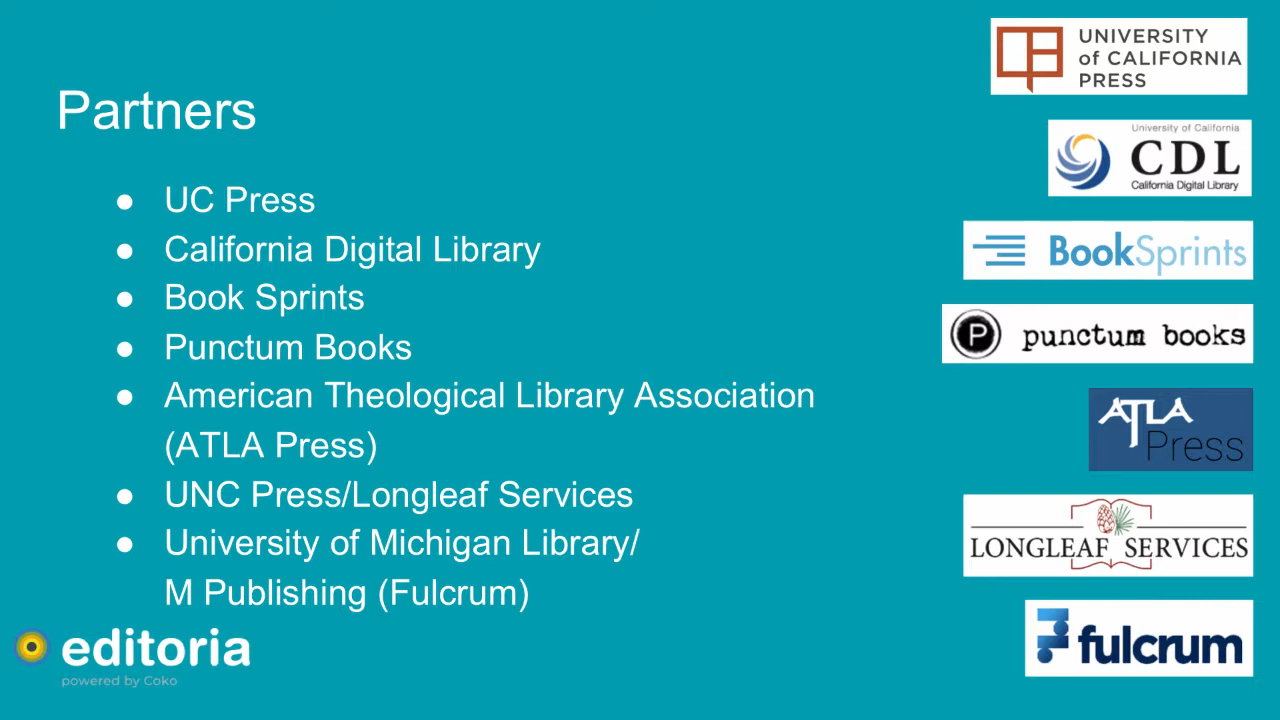 Partners
● UC Press
● California Digital Library
● Book Sprints
● Punctum Books
● American Theological Library Association
(ATLA Press)
● UNC Press/Longleaf Services
● University of Michigan Library/
M Publishing (Fulcrum)
editoria
powered by Coko
UNIVERSITY
of CALIFORNIA
PRESS
University of California
CDL
California Digital Library
BookSprints
P punctum books
ATLA
Press
LONGLEAF SERVICES
fulcrum